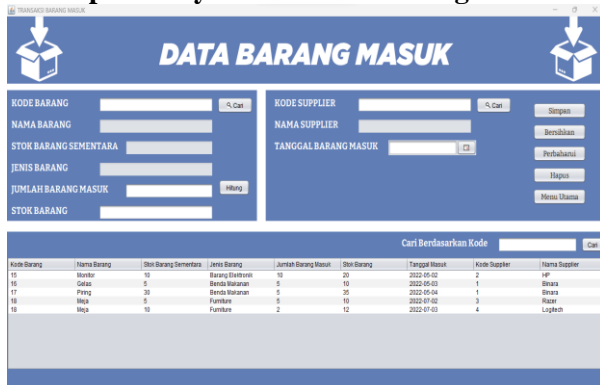 TRANSAKSI BARANG MASUK
DATA BARANG MASUK
KODE BARANG Cari
NAMA BARANG
STOK BARANG SEMENTARA
JENIS BARANG
JUMLAH BARANG MASUK Hitung
STOK BARANG
KODE SUPPLIER Cari
NAMA SUPPLIER
TANGGAL BARANG MASUK
Simpan
Bersihkan
Perbaharui
Hapus
Menu Utama
Cari Berdasarkan Kode Cari
Kode Barang Nama Barang Stok Barang Sementara Jenis Barang Jumlah Barang Masuk Stok Barang Tanggal Masuk Kode Supplier Nama Supplier
15 Monitor 10 Barang Elektronik 10 20 2022-05-02 2 HP
16 Gelas 5 Benda Makanan 5 10 2022-05-03 1 Binara
17 Piring 30 Benda Makanan 5 35 2022-05-04 1 Binara
18 Meja 5 Furniture 5 10 2022-07-02 3 Razer
18 Meja 10 Furniture 2 12 2022-07-03 4 Logitech